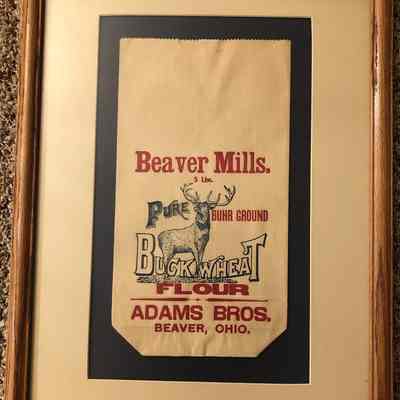 Beaver Mills.
5 Lbs.
PURE
BUHR GROUND
BUCKWHEAT
FLOUR
ADAMS BROS.
BEAVER, OHIO.